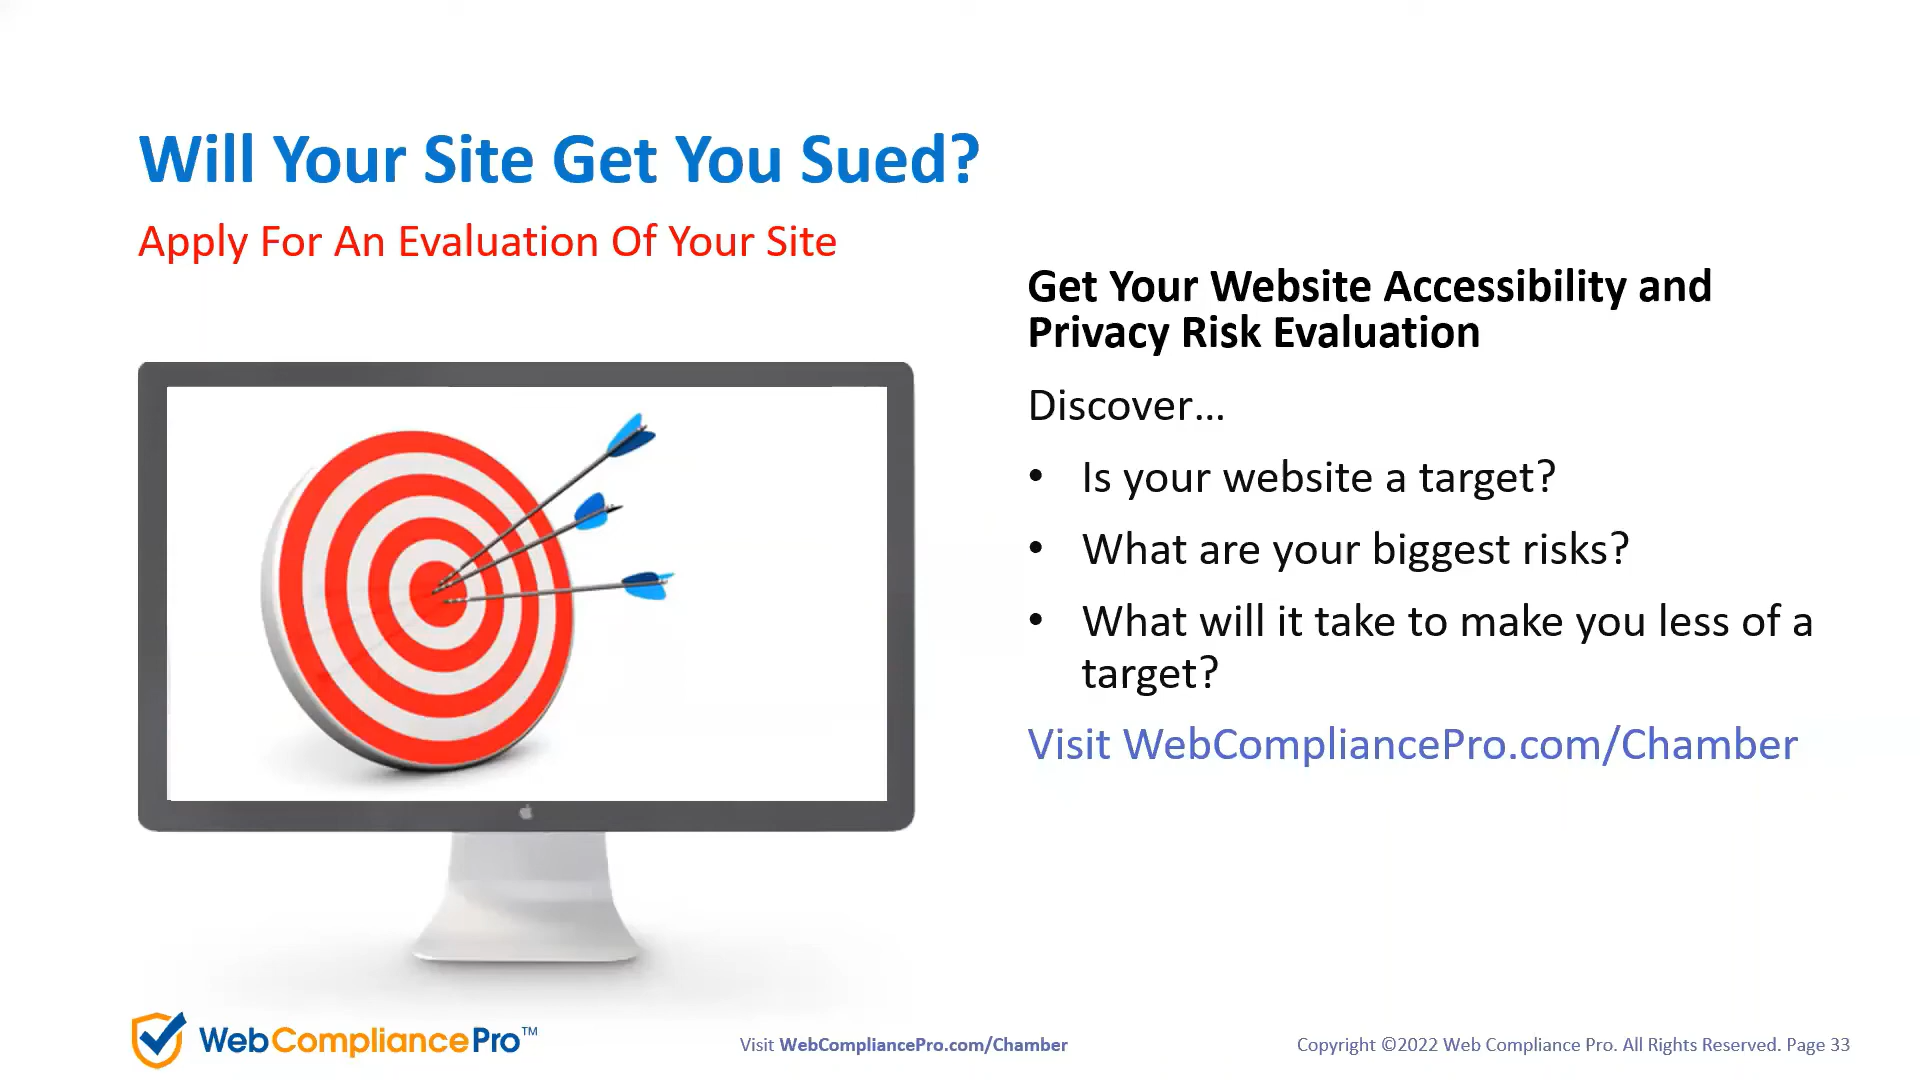 Will Your Site Get You Sued?
Apply For An Evaluation Of Your Site
Get Your Website Accessibility and
Privacy Risk Evaluation
Discover...
• Is your website a target?
• What are your biggest risks?
• What will it take to make you less of a
target?
Visit WebCompliancePro.com/Chamber
WebCompliancePro™
Visit WebCompliancePro.com/Chamber
Copyright ©2022 Web Compliance Pro. All Rights Reserved. Page 33